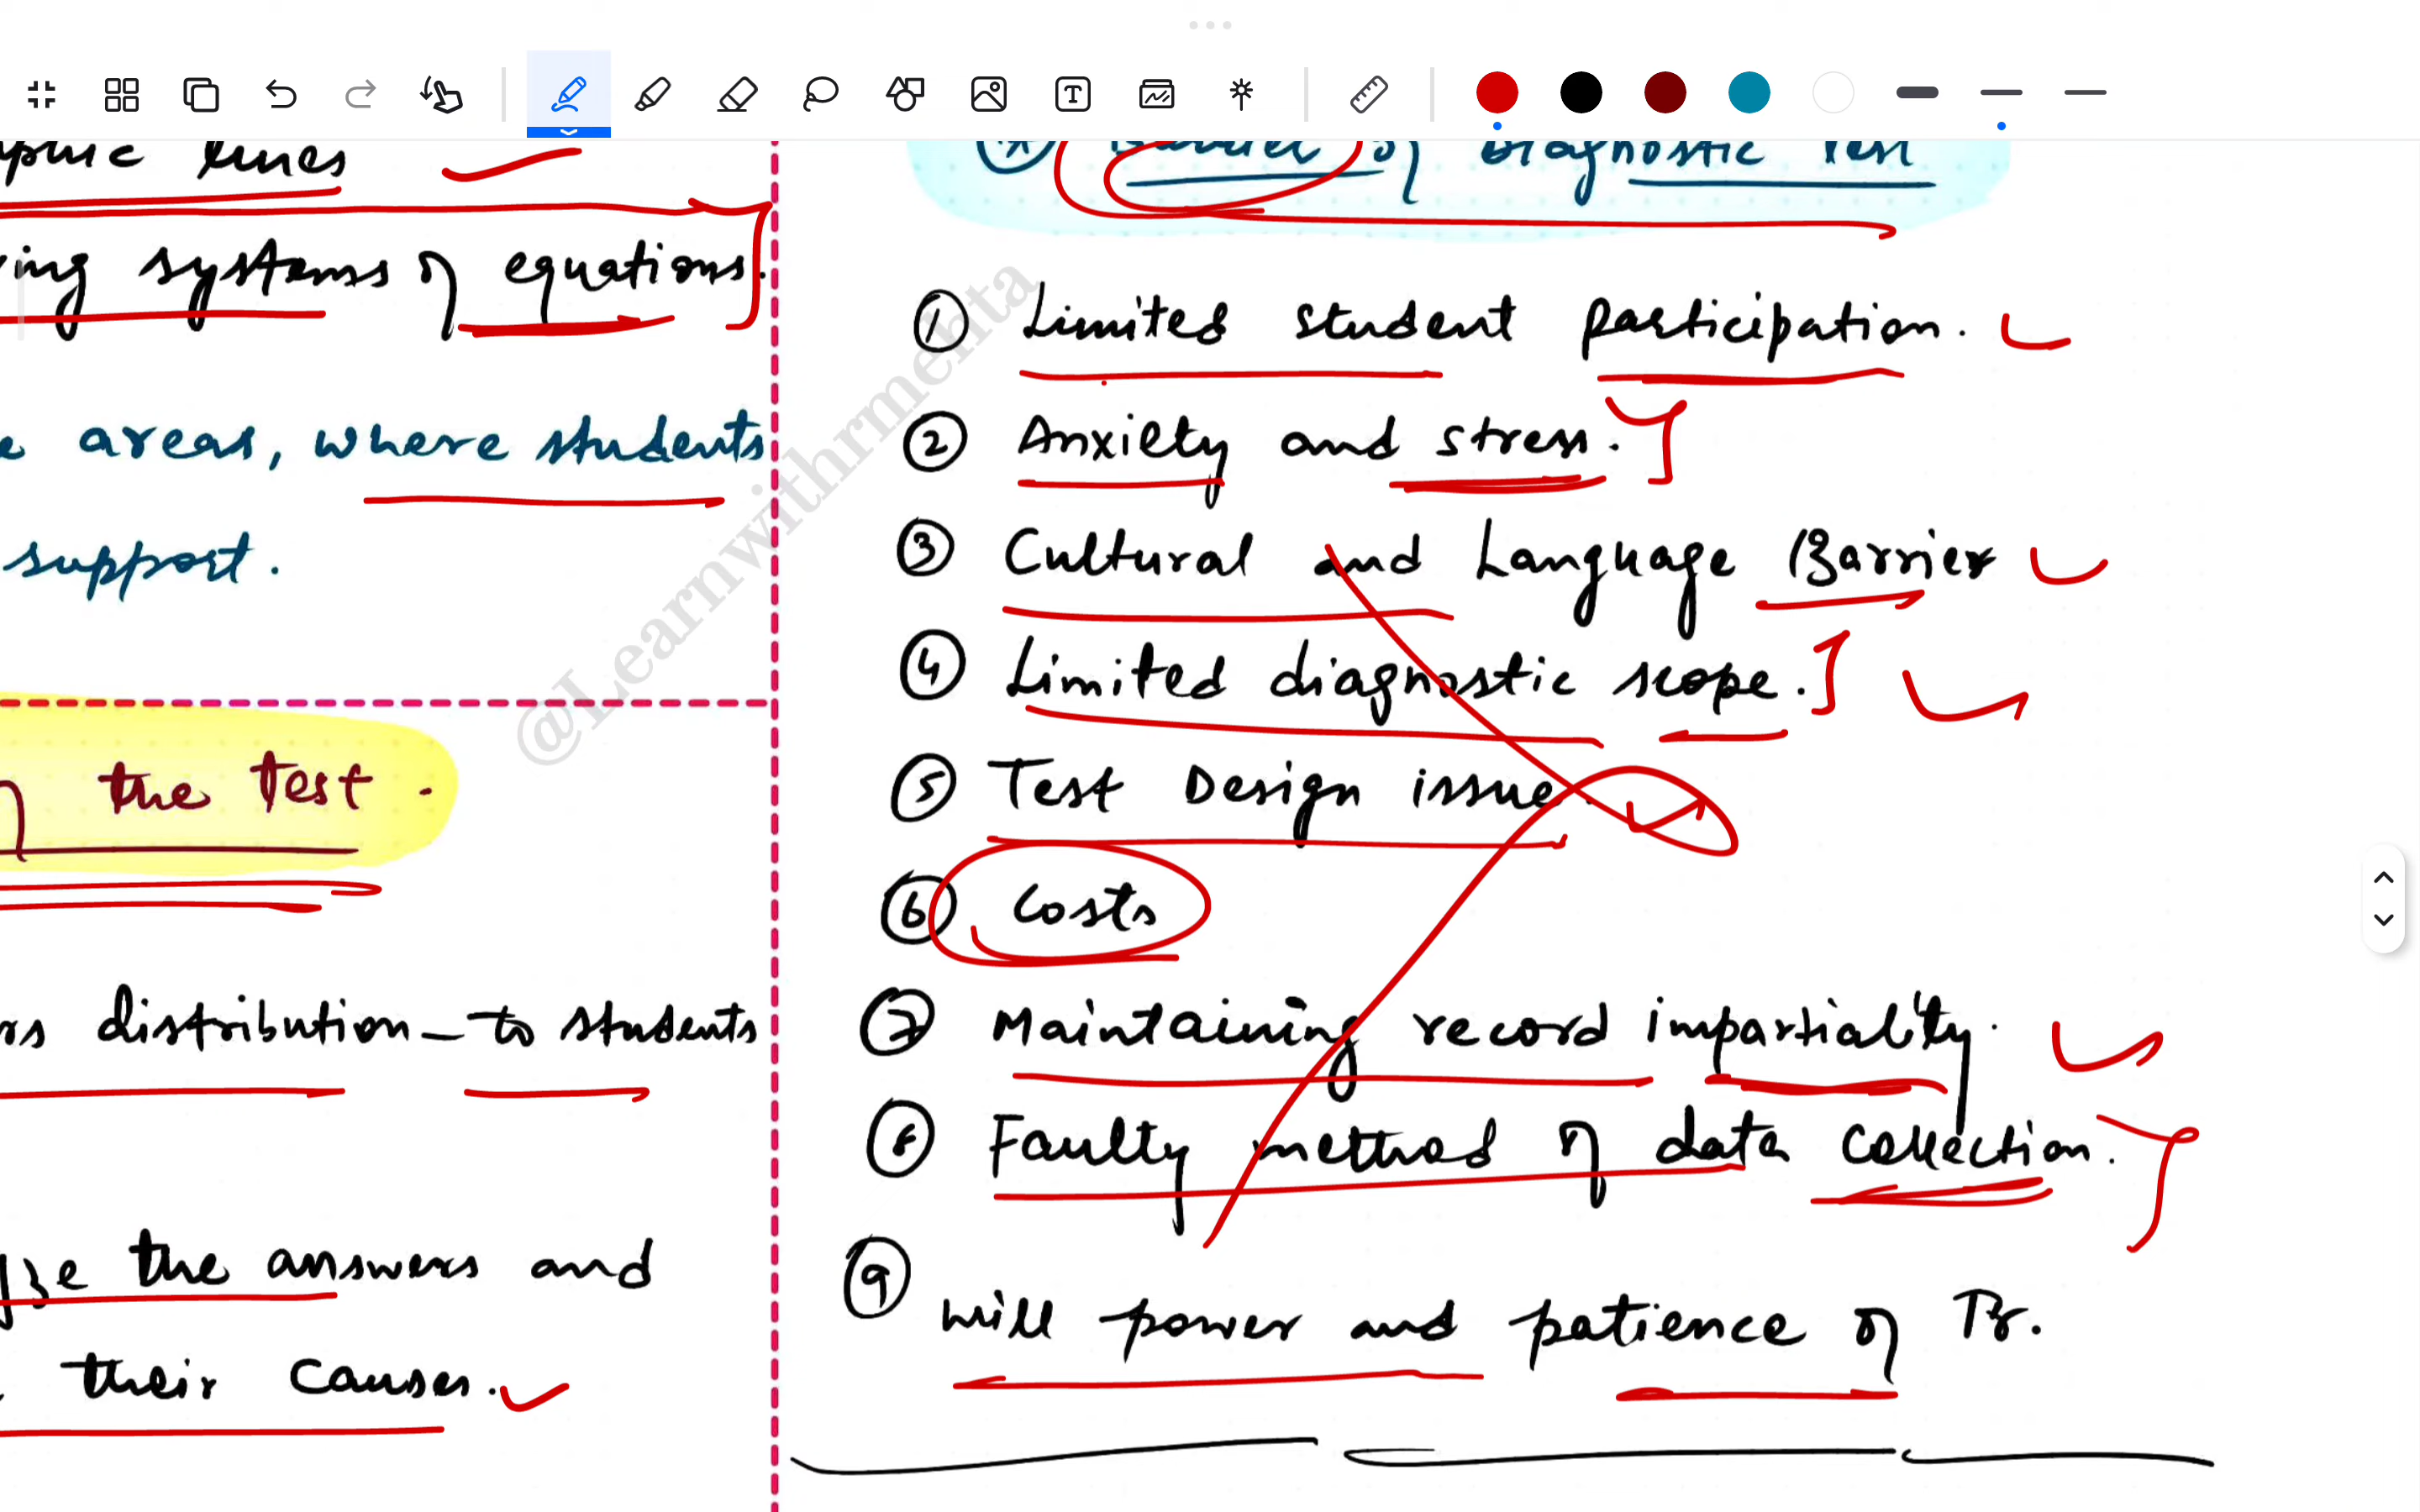 lines
systems of equations.
areas, where students
support.
the Test.
distribution – to students
the answers and
their causes.
Barrier of Diagnostic Test
① Limited student participation.
② Anxiety and stress.
③ Cultural and Language Barrier
④ Limited diagnostic scope.
⑤ Test Design issue.
⑥ Costs
⑦ Maintaining record impartiality.
⑧ Faulty method of data collection.
⑨ will power and patience of Tr.
@Learnwithrmehta